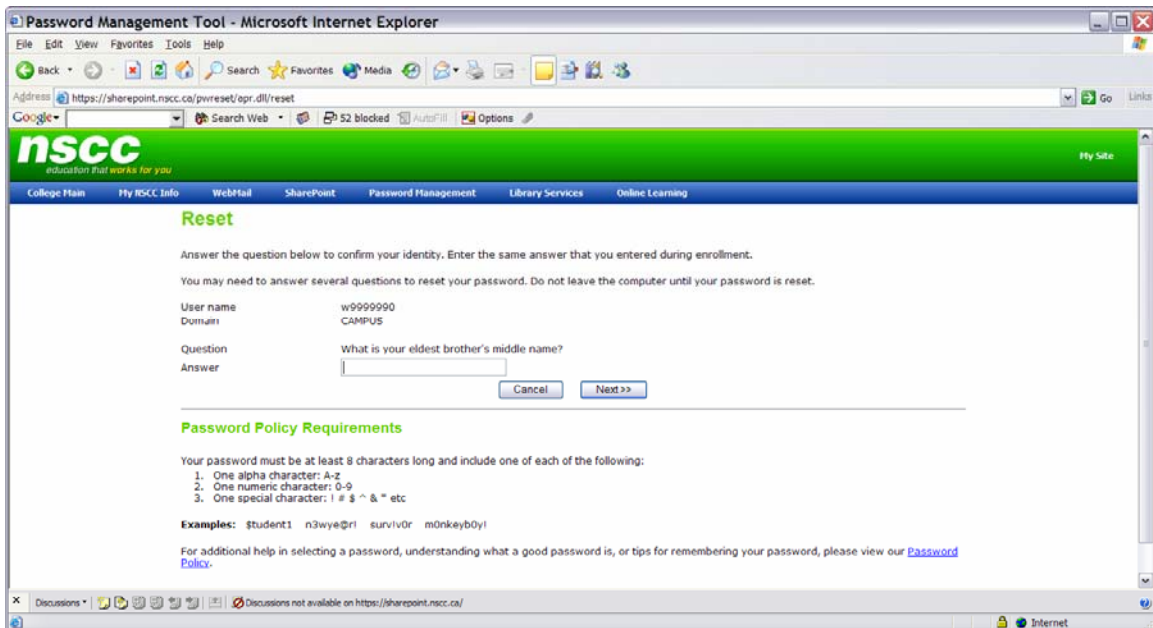 Password Management Tool - Microsoft Internet Explorer
File Edit View Favorites Tools Help
Back Search Favorites Media
Address https://sharepoint.nscc.ca/pwreset/apr.dll/reset Go Links
Google Search Web 52 blocked AutoFill Options
nscc
education that works for you
My Site
College Main My NSCC Info WebMail SharePoint Password Management Library Services Online Learning
Reset
Answer the question below to confirm your identity. Enter the same answer that you entered during enrollment.
You may need to answer several questions to reset your password. Do not leave the computer until your password is reset.
User name w9999990
Domain CAMPUS
Question What is your eldest brother's middle name?
Answer
Cancel Next >>
Password Policy Requirements
Your password must be at least 8 characters long and include one of each of the following:
1. One alpha character: A-z
2. One numeric character: 0-9
3. One special character: ! # $ ^ & * etc
Examples: $tudent1 n3wye@r! surv!v0r m0nkeyb0y!
For additional help in selecting a password, understanding what a good password is, or tips for remembering your password, please view our Password
Policy.
Discussions Discussions not available on https://sharepoint.nscc.ca/
Internet